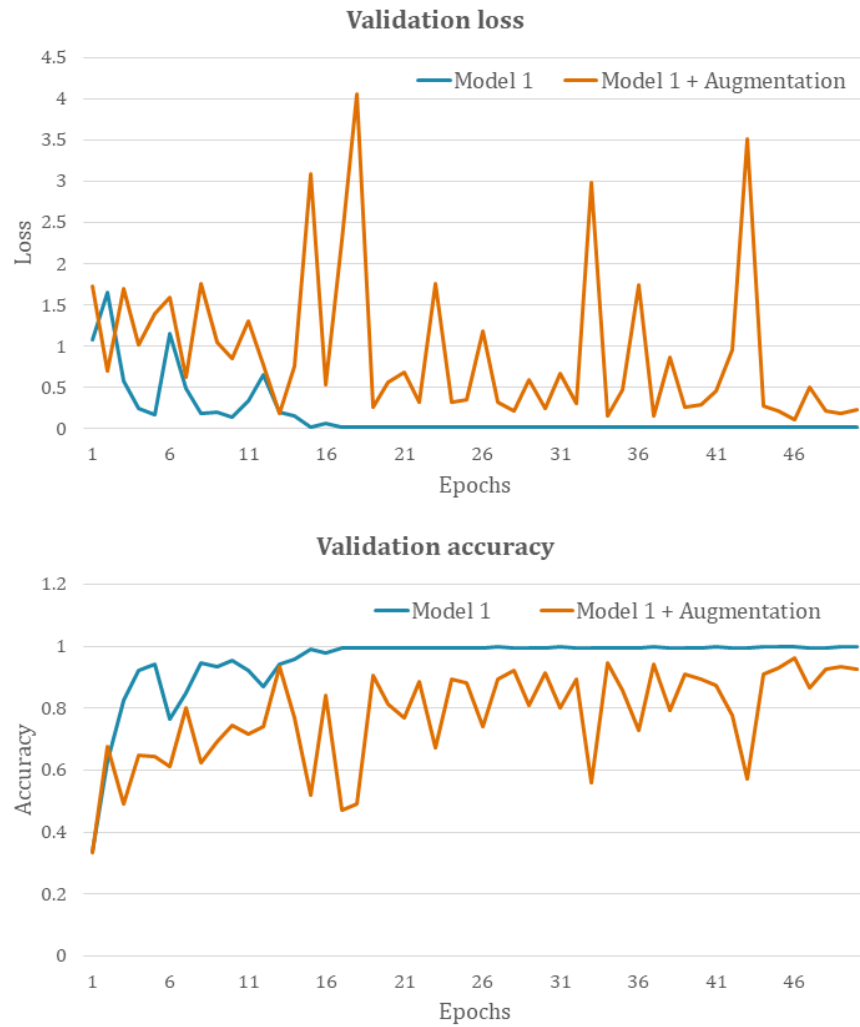 Validation loss
4.5
Model 1
Model 1 + Augmentation
4
3.5
3
2.5
2
1.5
1
0.5
0
Loss
1 6 11 16 21 26 31 36 41 46
Epochs
Validation accuracy
1.2
Model 1
Model 1 + Augmentation
1
0.8
0.6
0.4
0.2
0
Accuracy
1 6 11 16 21 26 31 36 41 46
Epochs